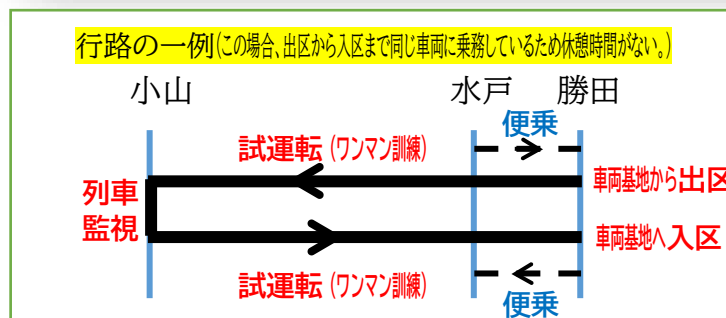 行路の一例(この場合、出区から入区まで同じ車両に乗務しているため休憩時間がない。)
小山
水戸
勝田
便乗
試運転(ワンマン訓練)
車両基地から出区
列車
監視
車両基地へ入区
試運転(ワンマン訓練)
便乗